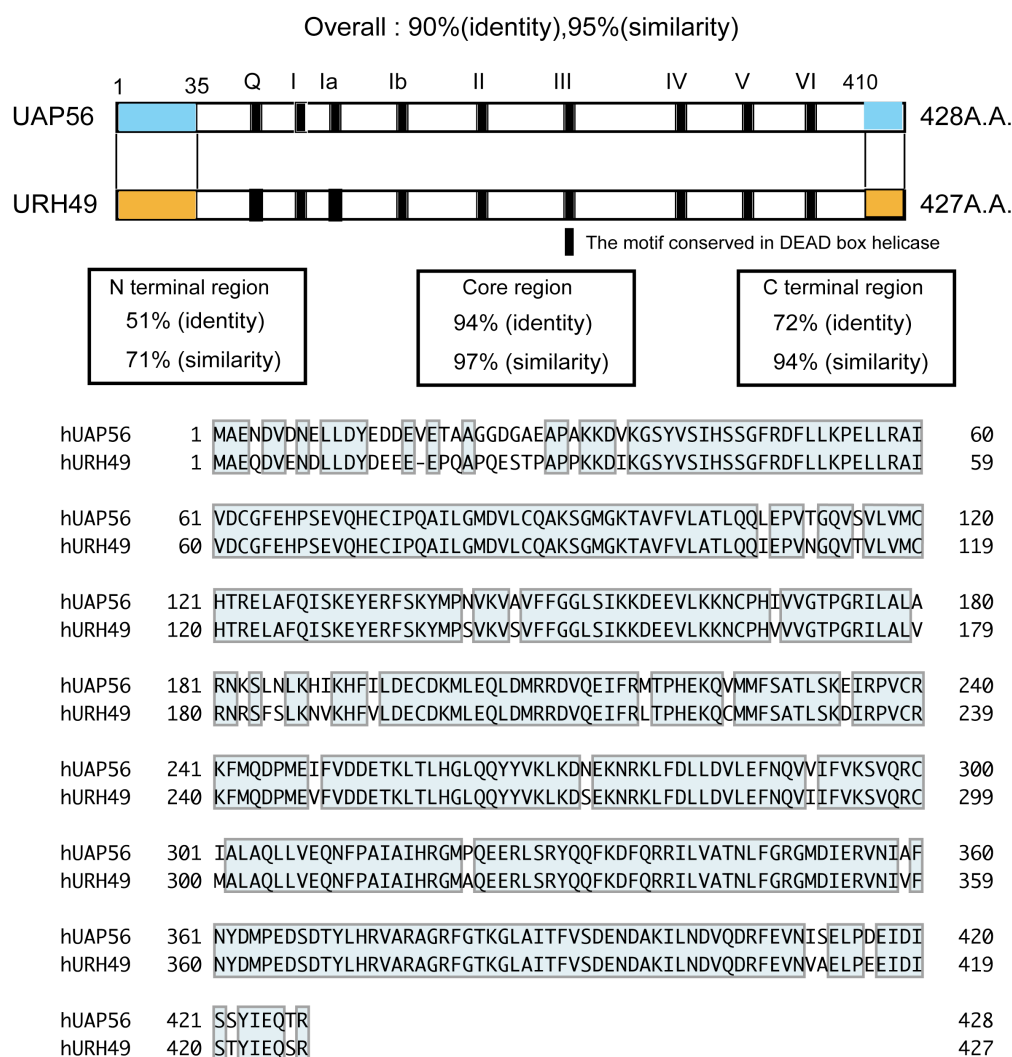 Overall : 90%(identity),95%(similarity)
1 35 Q I Ia Ib II III IV V VI 410
UAP56 428A.A.
URH49 427A.A.
The motif conserved in DEAD box helicase
N terminal region Core region C terminal region
51% (identity) 94% (identity) 72% (identity)
71% (similarity) 97% (similarity) 94% (similarity)
hUAP56 1 MAENDVDNELLDYEDDEVETAAGGDGAEAPAKKDVKGSYVSIHSSGFRDFLLKPELLRAI 60
hURH49 1 MAEQDVENDLLDYDEEE-EPQAPQESTPAPPKKDIKGSYVSIHSSGFRDFLLKPELLRAI 59
hUAP56 61 VDCGFEHPSEVQHECIPQAILGMDVLCQAKSGMGKTAVFVLATLQQLEPVTGQVSVLVMC 120
hURH49 60 VDCGFEHPSEVQHECIPQAILGMDVLCQAKSGMGKTAVFVLATLQQIEPVNGQVTVLVMC 119
hUAP56 121 HTRELAFQISKEYERFSKYMPNVKVAVFFGGLSIKKDEEVLKKNCPHIVVGTPGRILALA 180
hURH49 120 HTRELAFQISKEYERFSKYMPSVKVSVFFGGLSIKKDEEVLKKNCPHVVVGTPGRILALV 179
hUAP56 181 RNKSLNLKHIKHFILDECDKMLEQLDMRRDVQEIFRMTPHEKQVMMFSATLSKEIRPVCR 240
hURH49 180 RNRSFSLKNVKHFVLDECDKMLEQLDMRRDVQEIFRLTPHEKQCMMFSATLSKDIRPVCR 239
hUAP56 241 KFMQDPMEIFVDDETKLTLHGLQQYYVKLKDNEKNRKLFDLLDVLEFNQVVIFVKSVQRC 300
hURH49 240 KFMQDPMEVFVDDETKLTLHGLQQYYVKLKDSEKNRKLFDLLDVLEFNQVIIFVKSVQRC 299
hUAP56 301 IALAQLLVEQNFPAIAIHRGMPQEERLSRYQQFKDFQRRILVATNLFGRGMDIERVNIAF 360
hURH49 300 MALAQLLVEQNFPAIAIHRGMAQEERLSRYQQFKDFQRRILVATNLFGRGMDIERVNIVF 359
hUAP56 361 NYDMPEDSDTYLHRVARAGRFGTKGLAITFVSDENDAKILNDVQDRFEVNISELPDEIDI 420
hURH49 360 NYDMPEDSDTYLHRVARAGRFGTKGLAITFVSDENDAKILNDVQDRFEVNVAELPEEIDI 419
hUAP56 421 SSYIEQTR 428
hURH49 420 STYIEQSR 427